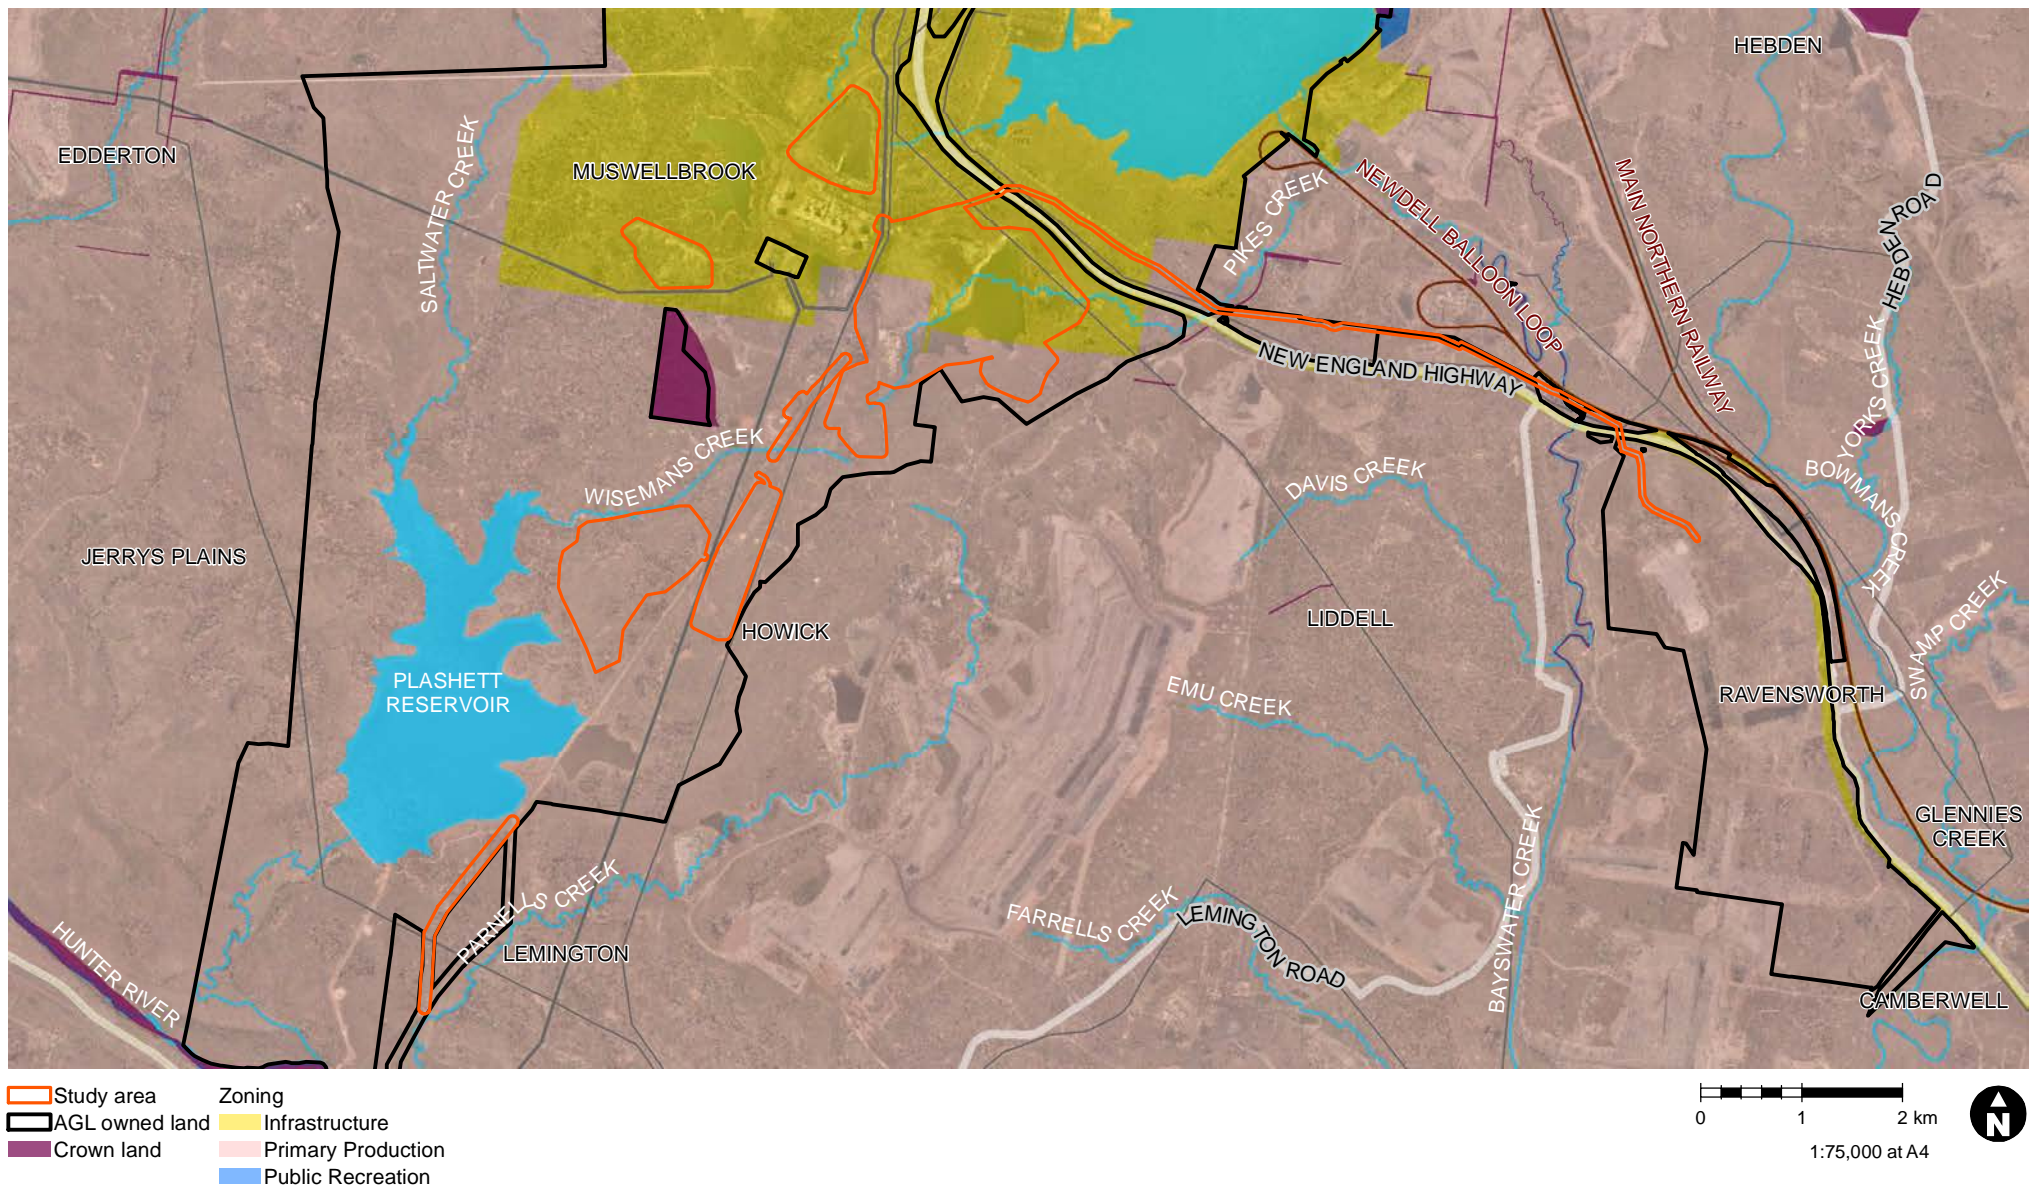 HEBDEN
EDDERTON
MUSWELLBROOK
SALTWATER CREEK
PIKES CREEK
NEWDELL BALLOON LOOP
MAIN NORTHERN RAILWAY
HEBDEN ROAD
NEW ENGLAND HIGHWAY
YORKS CREEK
BOWMANS CREEK
WISEMANS CREEK
DAVIS CREEK
JERRYS PLAINS
HOWICK
LIDDELL
SWAMP CREEK
PLASHETT
RESERVOIR
EMU CREEK
RAVENSWORTH
GLENNIES
CREEK
BAYSWATER CREEK
PARNELLS CREEK
FARRELLS CREEK
LEMINGTON ROAD
LEMINGTON
HUNTER RIVER
CAMBERWELL
Study area
AGL owned land
Crown land
Zoning
Infrastructure
Primary Production
Public Recreation
0 1 2 km
1:75,000 at A4
N